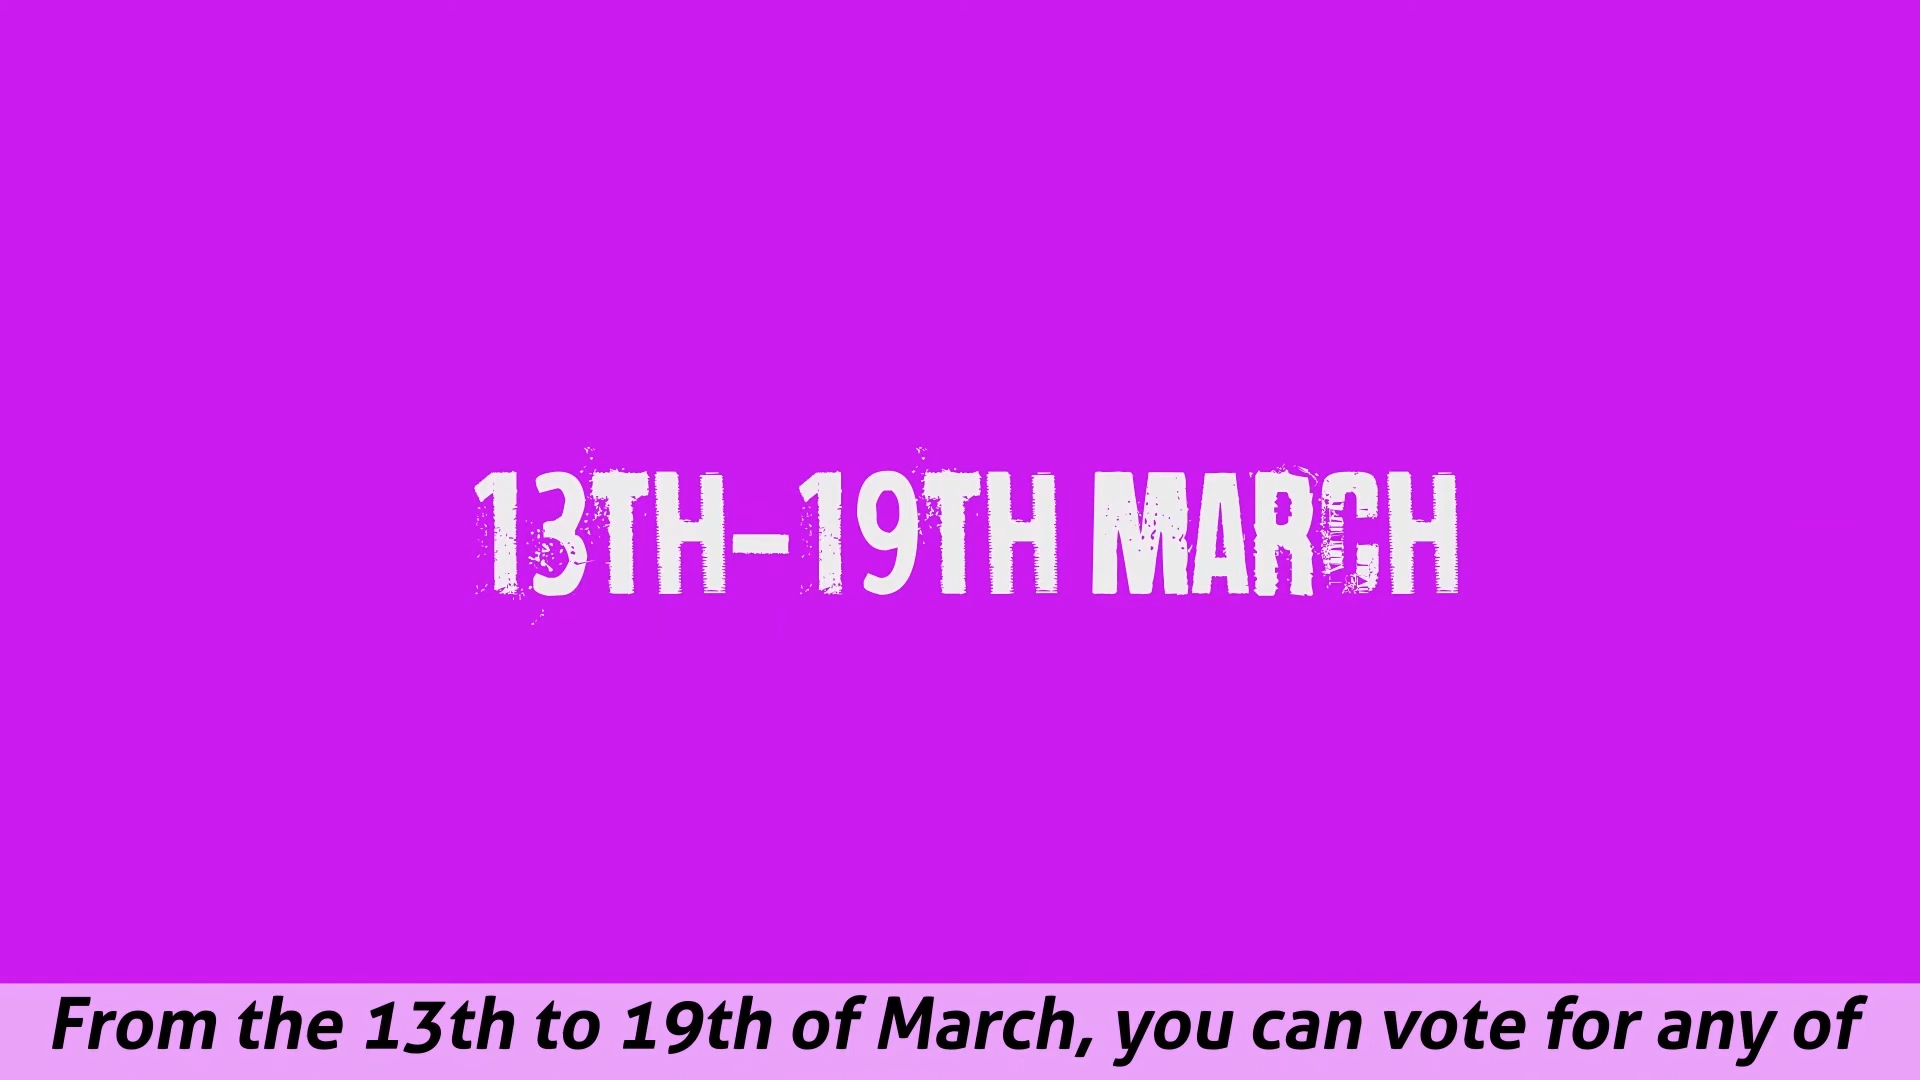 13TH–19TH MARCH
From the 13th to 19th of March, you can vote for any of